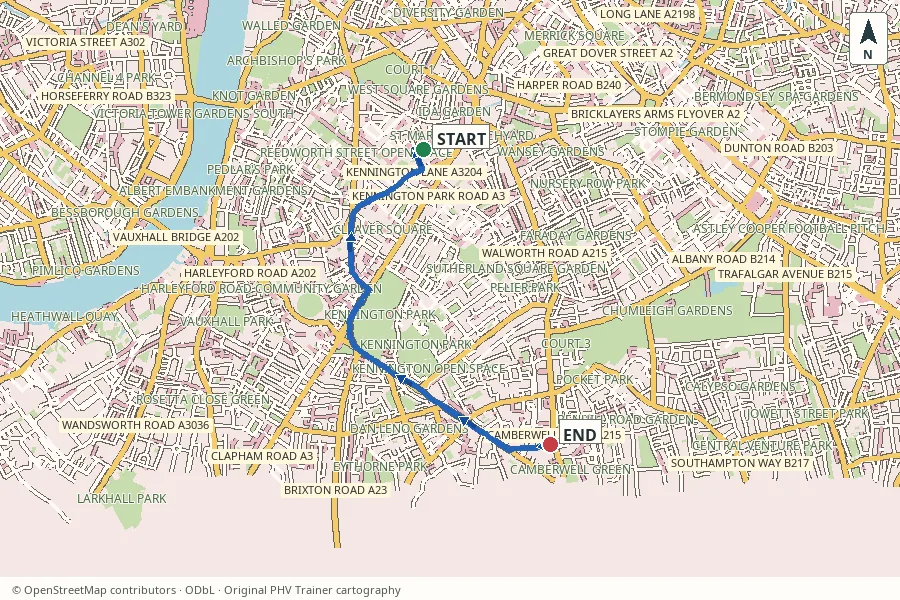 DIVERSITY GARDEN
LONG LANE A2198
DEAN'S YARD
WALLED GARDEN
MERRICK SQUARE
VICTORIA STREET A302
GREAT DOVER STREET A2
ARCHBISHOP'S PARK
COURT 1
N
CHANNEL 4 PARK
WEST SQUARE GARDENS
HARPER ROAD B240
HORSEFERRY ROAD B323
KNOT GARDEN
BERMONDSEY SPA GARDENS
VICTORIA TOWER GARDENS SOUTH
IDAI GARDEN
BRICKLAYERS ARMS FLYOVER A2
STOMPIE GARDEN
START
REEDWORTH STREET OPEN
WANSEY GARDENS
DUNTON ROAD B203
PEDLARS PARK
KENNINGTON LANE A3204
NURSERY ROW PARK
ALBERT EMBANKMENT GARDENS
KENNINGTON PARK ROAD A3
BESSBOROUGH GARDENS
CLEAVER SQUARE
ASTLEY COOPER FOOTBALL PITCH
VAUXHALL BRIDGE A202
FARADAY GARDENS
WALWORTH ROAD A215
ALBANY ROAD B214
PIMLICO GARDENS
HARLEYFORD ROAD A202
SUTHERLAND SQUARE GARDEN
TRAFALGAR AVENUE B215
HARLEYFORD ROAD COMMUNITY GARDEN
PELIER PARK
HEATHWALL QUAY
VAUXHALL PARK
KENNINGTON PARK
CHUMLEIGH GARDENS
KENNINGTON PARK
COURT 3
KENNINGTON OPEN SPACE
POCKET PARK
CALYPSO GARDENS
ROSETTA CLOSE GREEN
JOWETT STREET PARK
WANDSWORTH ROAD A3036
DAN LENO GARDENS
ROAD GARDEN
END
215
CENTRAL VENTURE PARK
CLAPHAM ROAD A3
EYTHORNE PARK
CAMBERWELL GREEN
SOUTHAMPTON WAY B217
BRIXTON ROAD A23
LARKHALL PARK
© OpenStreetMap contributors · ODbL · Original PHV Trainer cartography